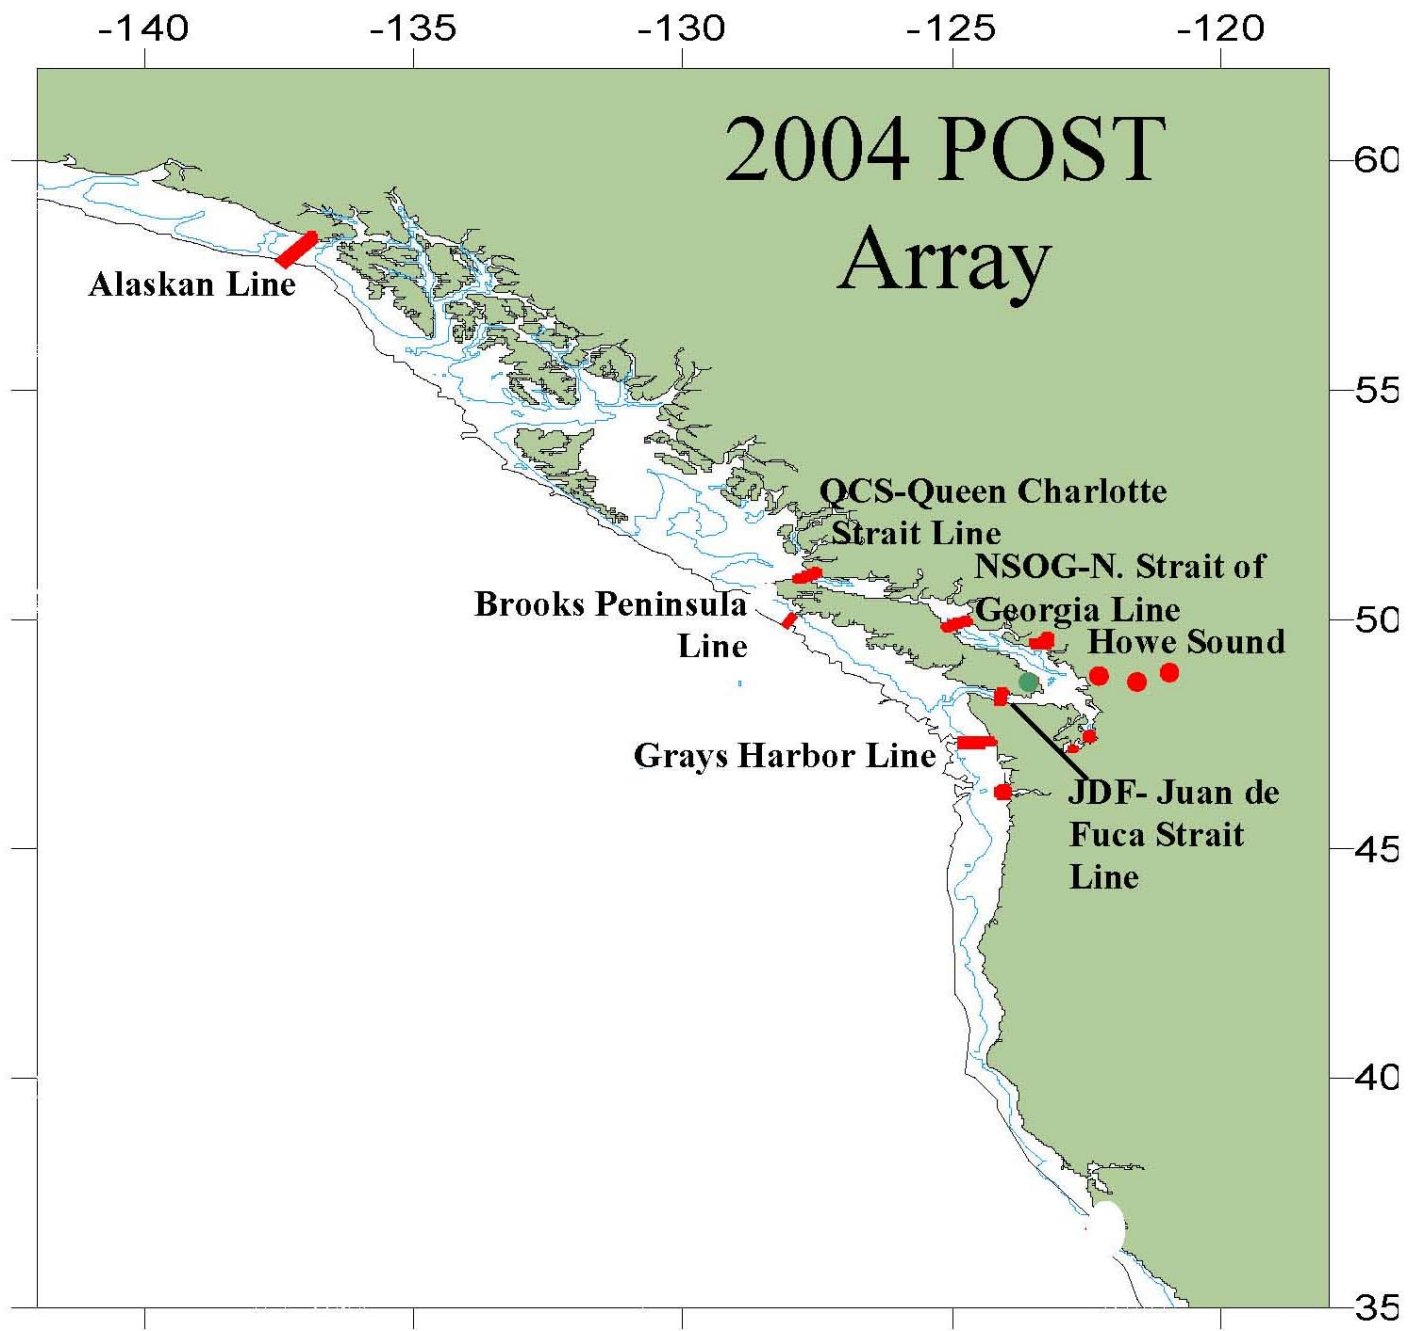 -140 -135 -130 -125 -120
2004 POST
Array
60
Alaskan Line
55
QCS-Queen Charlotte
Strait Line
NSOG-N. Strait of
Georgia Line
Brooks Peninsula
Line
50
Howe Sound
Grays Harbor Line
JDF- Juan de
Fuca Strait
Line
45
40
35